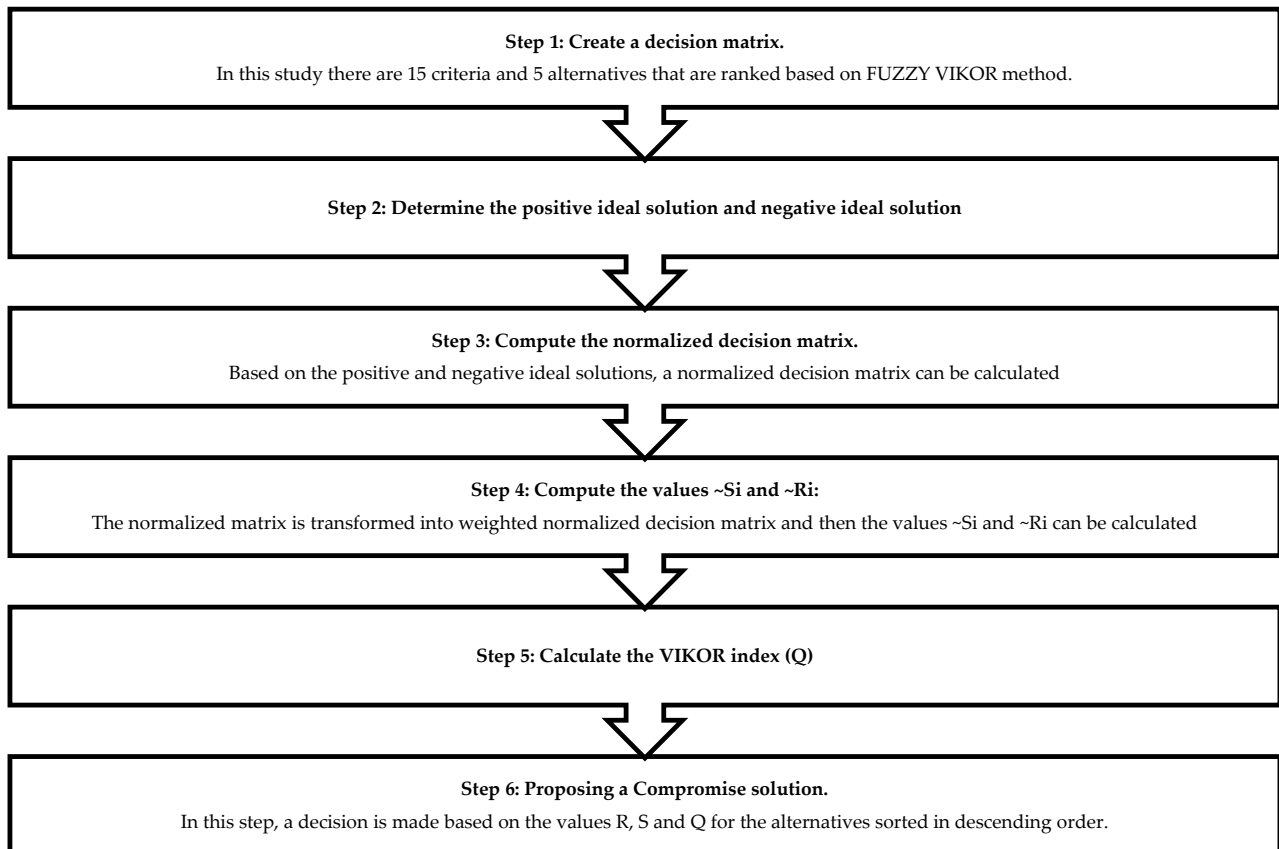 Step 1: Create a decision matrix.
In this study there are 15 criteria and 5 alternatives that are ranked based on FUZZY VIKOR method.
Step 2: Determine the positive ideal solution and negative ideal solution
Step 3: Compute the normalized decision matrix.
Based on the positive and negative ideal solutions, a normalized decision matrix can be calculated
Step 4: Compute the values ~Si and ~Ri:
The normalized matrix is transformed into weighted normalized decision matrix and then the values ~Si and ~Ri can be calculated
Step 5: Calculate the VIKOR index (Q)
Step 6: Proposing a Compromise solution.
In this step, a decision is made based on the values R, S and Q for the alternatives sorted in descending order.